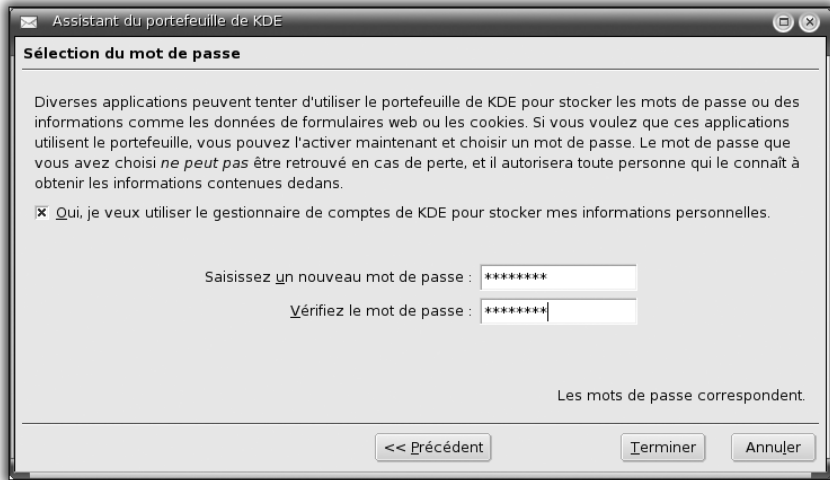 Assistant du portefeuille de KDE
Sélection du mot de passe
Diverses applications peuvent tenter d'utiliser le portefeuille de KDE pour stocker les mots de passe ou des
informations comme les données de formulaires web ou les cookies. Si vous voulez que ces applications
utilisent le portefeuille, vous pouvez l'activer maintenant et choisir un mot de passe. Le mot de passe que
vous avez choisi ne peut pas être retrouvé en cas de perte, et il autorisera toute personne qui le connaît à
obtenir les informations contenues dedans.
Oui, je veux utiliser le gestionnaire de comptes de KDE pour stocker mes informations personnelles.
Saisissez un nouveau mot de passe : ********
Vérifiez le mot de passe : ********
Les mots de passe correspondent.
<< Précédent Terminer Annuler